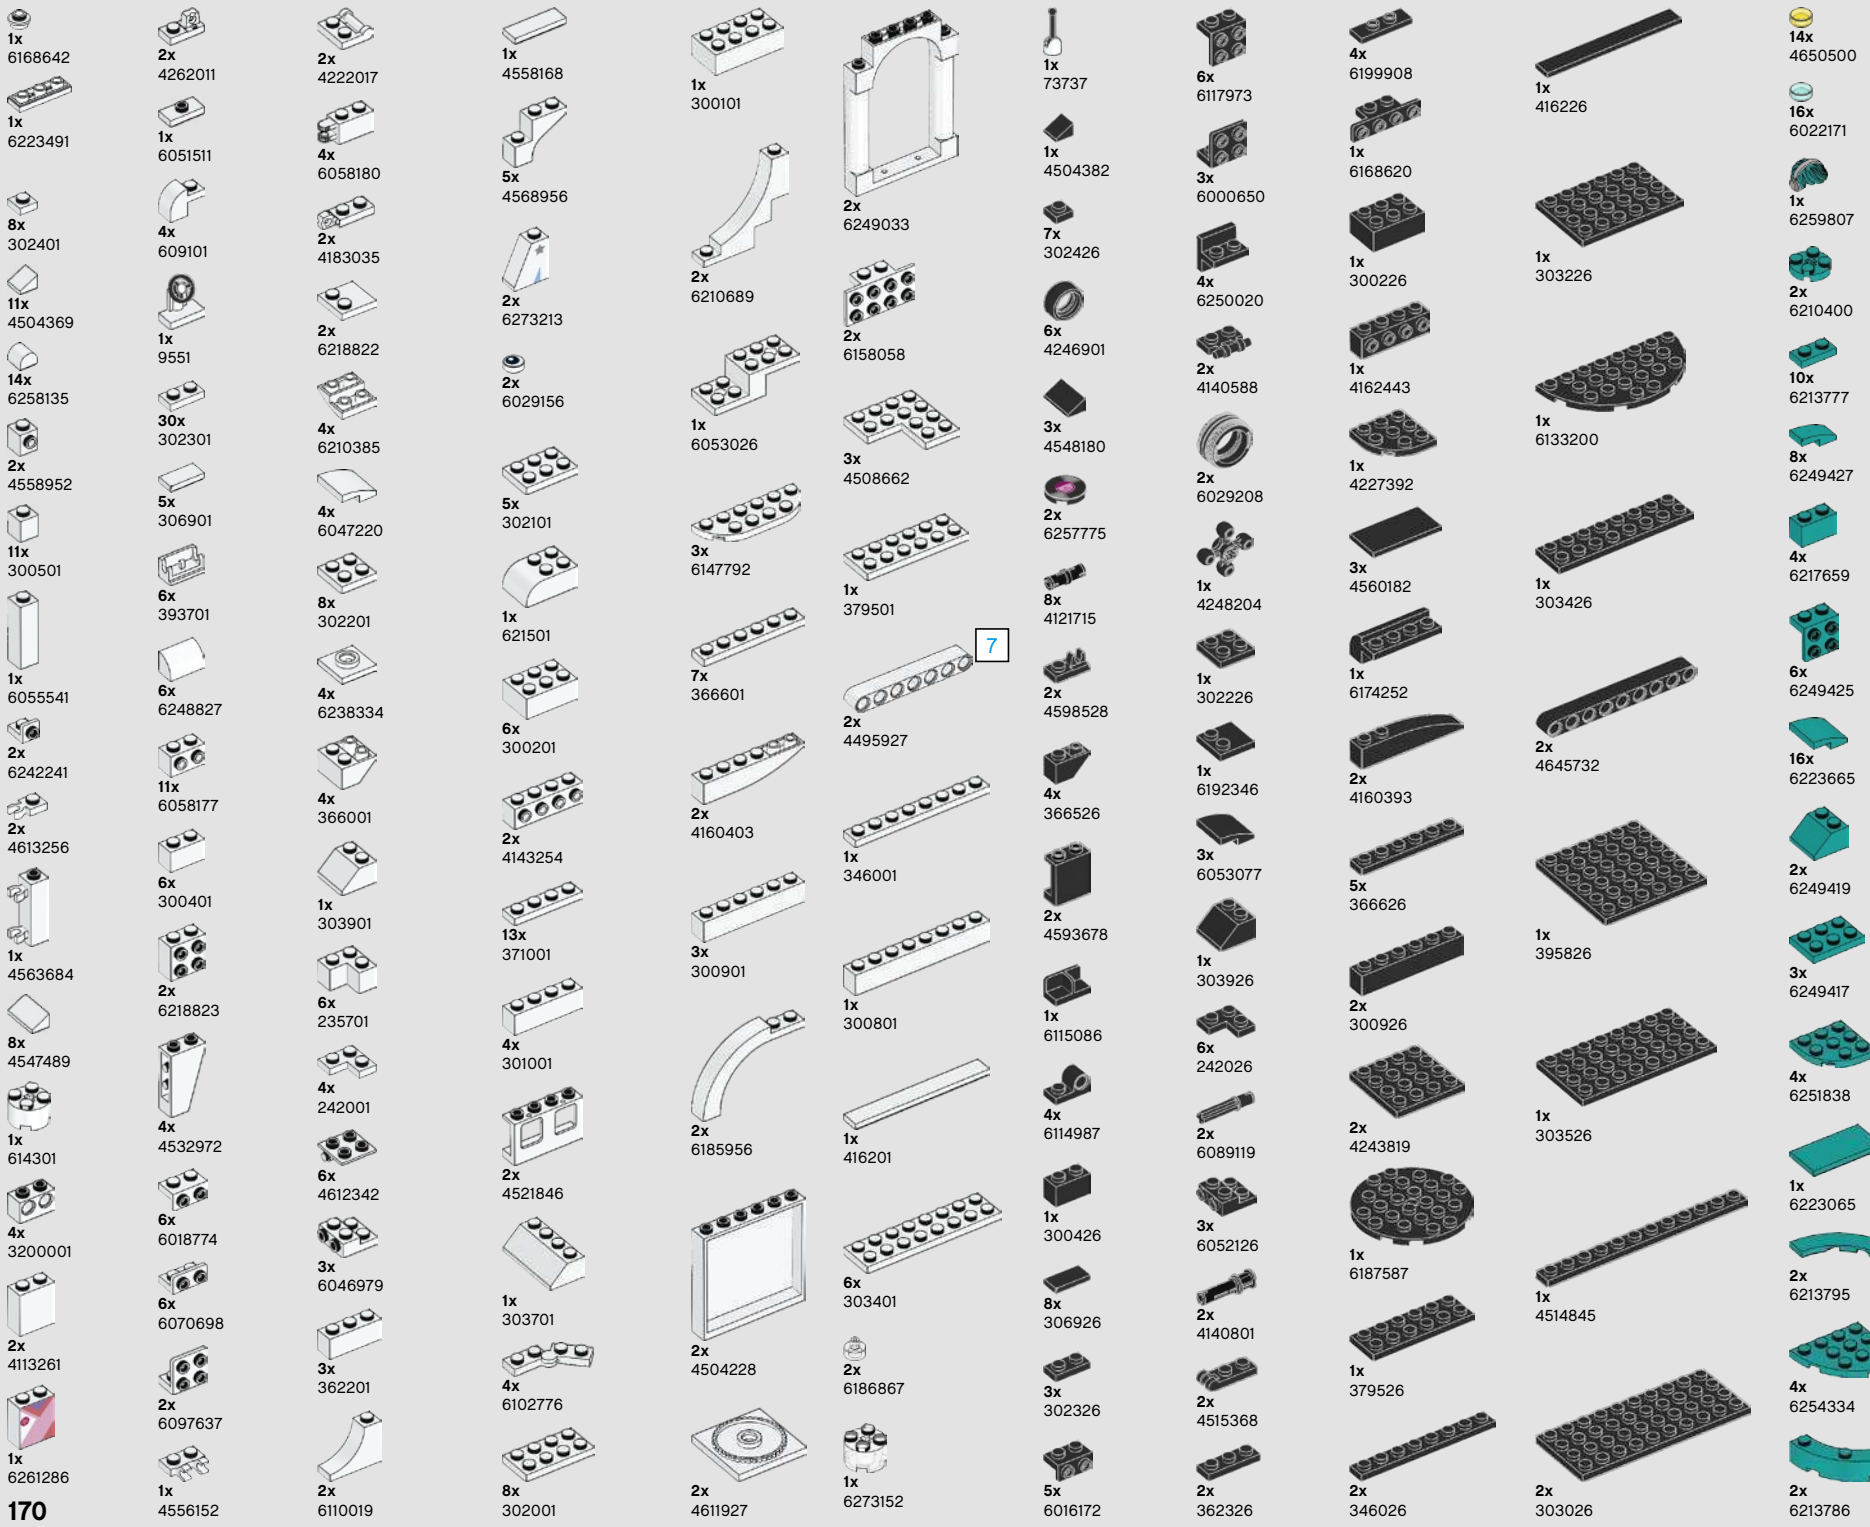 1x
6168642
1x
6223491
8x
302401
11x
4504369
14x
6258135
2x
4558952
11x
300501
1x
6055541
2x
6242241
2x
4613256
1x
4563684
8x
4547489
1x
614301
4x
3200001
2x
4113261
1x
6261286
170
2x
4262011
1x
6051511
4x
609101
1x
9551
30x
302301
5x
306901
6x
393701
6x
6248827
11x
6058177
6x
300401
2x
6218823
4x
4532972
6x
6018774
6x
6070698
2x
6097637
1x
4556152
2x
4222017
4x
6058180
2x
4183035
2x
6218822
4x
6210385
4x
6047220
8x
302201
4x
6238334
4x
366001
1x
303901
6x
235701
4x
242001
6x
4612342
3x
6046979
3x
362201
2x
6110019
1x
4558168
5x
4568956
2x
6273213
2x
6029156
5x
302101
1x
621501
6x
300201
2x
4143254
13x
371001
4x
301001
2x
4521846
1x
303701
4x
6102776
8x
302001
1x
300101
2x
6210689
1x
6053026
3x
6147792
7x
366601
2x
4160403
3x
300901
2x
6185956
2x
4504228
2x
4611927
2x
6249033
2x
6158058
3x
4508662
1x
379501
7
2x
4495927
1x
346001
1x
300801
1x
416201
6x
303401
2x
6186867
1x
6273152
1x
73737
1x
4504382
7x
302426
6x
4246901
3x
4548180
2x
6257775
8x
4121715
2x
4598528
4x
366526
2x
4593678
1x
6115086
4x
6114987
1x
300426
8x
306926
3x
302326
5x
6016172
6x
6117973
3x
6000650
4x
6250020
2x
4140588
2x
6029208
1x
4248204
1x
302226
1x
6192346
3x
6053077
1x
303926
6x
242026
2x
6089119
3x
6052126
2x
4140801
2x
4515368
2x
362326
4x
6199908
1x
6168620
1x
300226
1x
4162443
1x
4227392
3x
4560182
1x
6174252
2x
4160393
5x
366626
2x
300926
2x
4243819
1x
6187587
1x
379526
2x
346026
1x
416226
1x
303226
1x
6133200
1x
303426
2x
4645732
1x
395826
1x
303526
1x
4514845
2x
303026
14x
4650500
16x
6022171
1x
6259807
2x
6210400
10x
6213777
8x
6249427
4x
6217659
6x
6249425
16x
6223665
2x
6249419
3x
6249417
4x
6251838
1x
6223065
2x
6213795
4x
6254334
2x
6213786